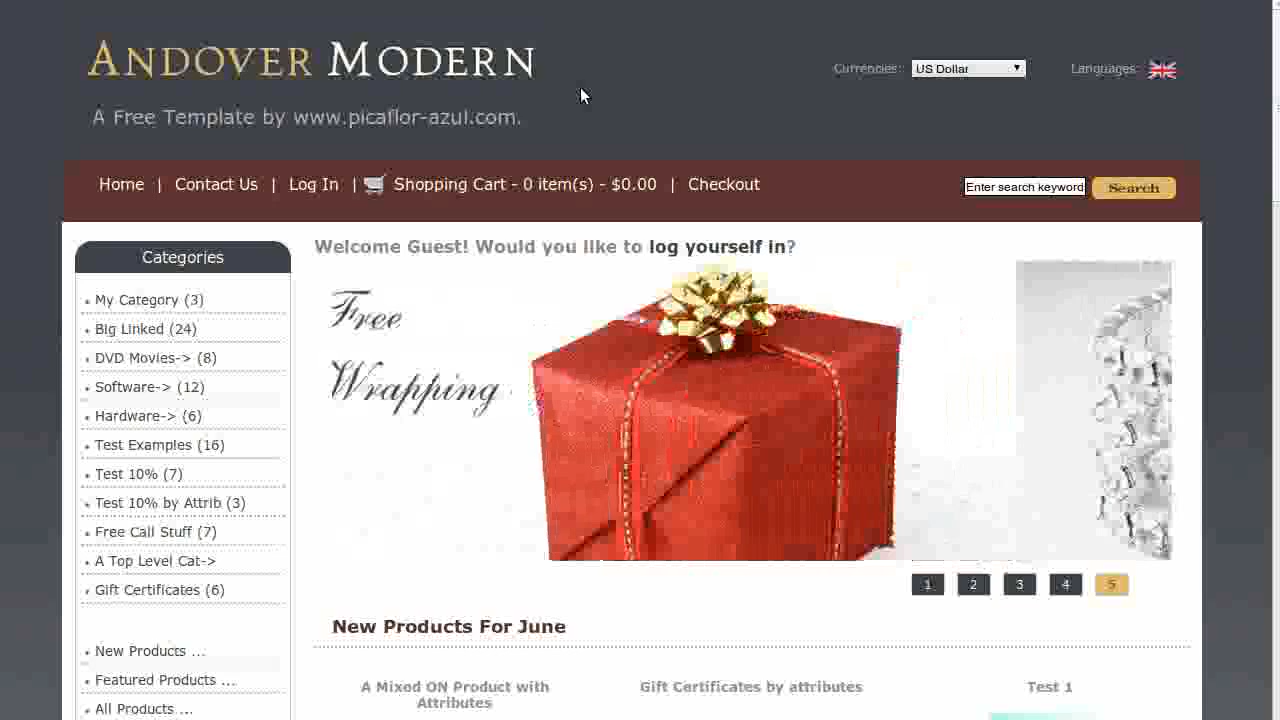 ANDOVER MODERN
A Free Template by www.picaflor-azul.com.
Currencies: US Dollar Languages:
Home | Contact Us | Log In | Shopping Cart - 0 item(s) - $0.00 | Checkout
Enter search keyword Search
Categories
My Category (3)
Big Linked (24)
DVD Movies-> (8)
Software-> (12)
Hardware-> (6)
Test Examples (16)
Test 10% (7)
Test 10% by Attrib (3)
Free Call Stuff (7)
A Top Level Cat->
Gift Certificates (6)
New Products ...
Featured Products ...
All Products ...
Welcome Guest! Would you like to log yourself in?
Free
Wrapping
1 2 3 4 5
New Products For June
A Mixed ON Product with
Attributes
Gift Certificates by attributes
Test 1